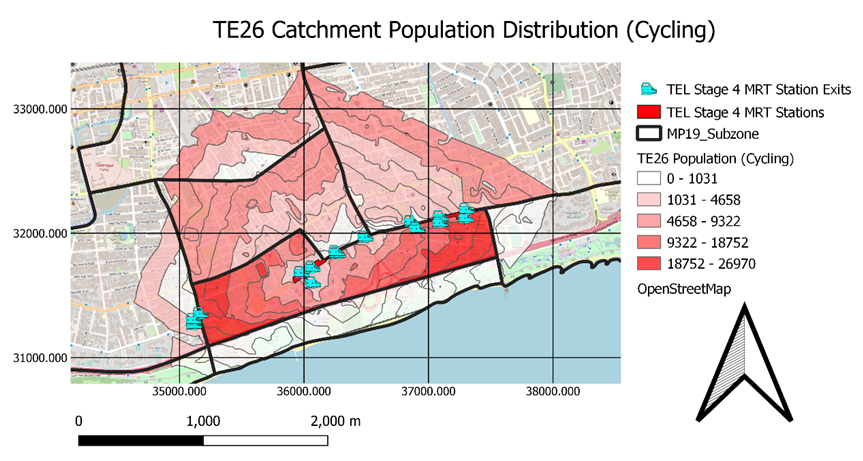 TE26 Catchment Population Distribution (Cycling)
33000.000
32000.000
31000.000
35000.000
36000.000
37000.000
38000.000
0
1,000
2,000 m
TEL Stage 4 MRT Station Exits
TEL Stage 4 MRT Stations
MP19_Subzone
TE26 Population (Cycling)
0 - 1031
1031 - 4658
4658 - 9322
9322 - 18752
18752 - 26970
OpenStreetMap